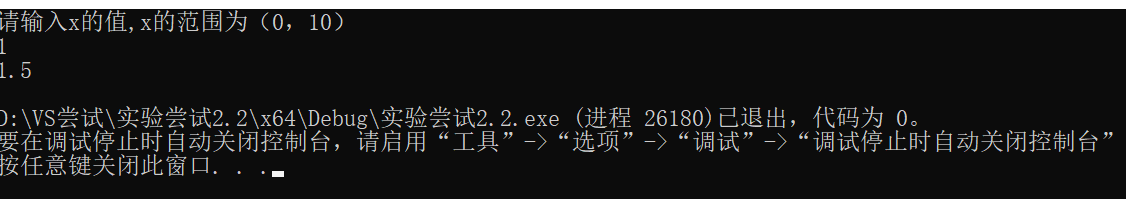 请输入x的值,x的范围为（0，10）
1
1.5
D:\VS尝试\实验尝试2.2\x64\Debug\实验尝试2.2.exe (进程 26180)已退出，代码为 0。
要在调试停止时自动关闭控制台，请启用“工具”->“选项”->“调试”->“调试停止时自动关闭控制台”
按任意键关闭此窗口. . .